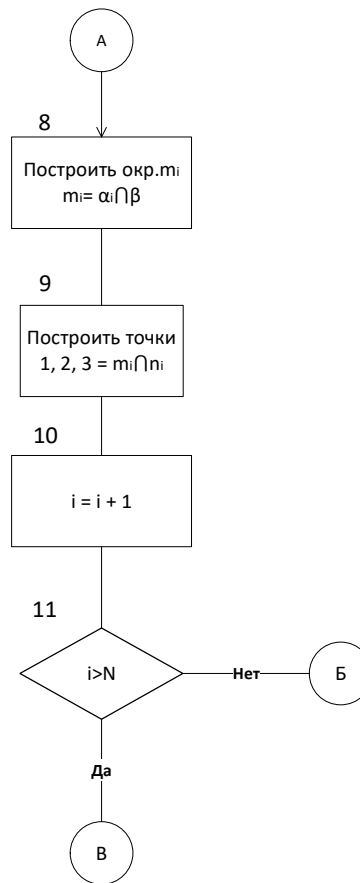 А
8
Построить окр.mi
mi= αi⋂β
9
Построить точки
1, 2, 3 = mi⋂ni
10
i = i + 1
11
i>N
Нет
Б
Да
В